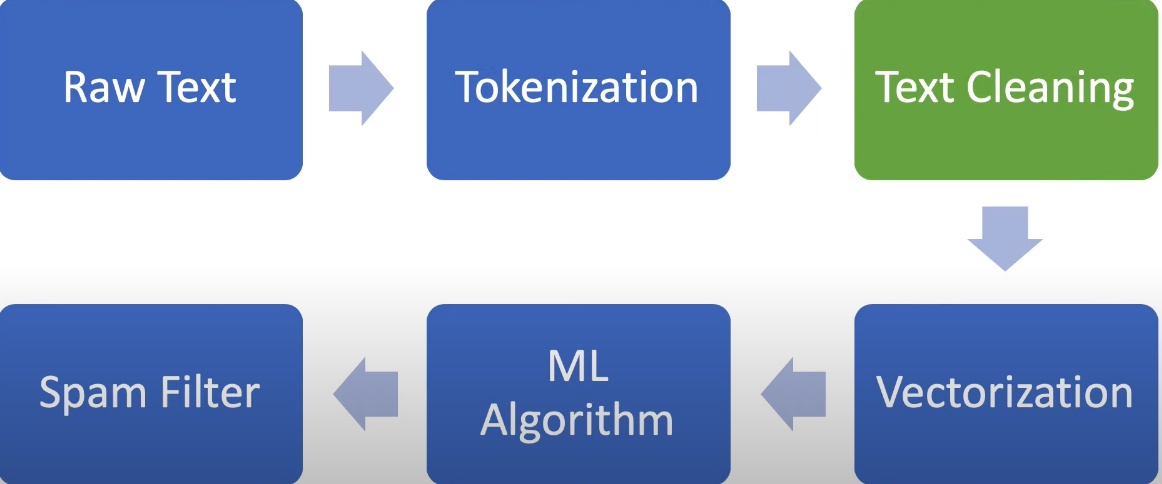 Raw Text
Tokenization
Text Cleaning
Vectorization
ML
Algorithm
Spam Filter